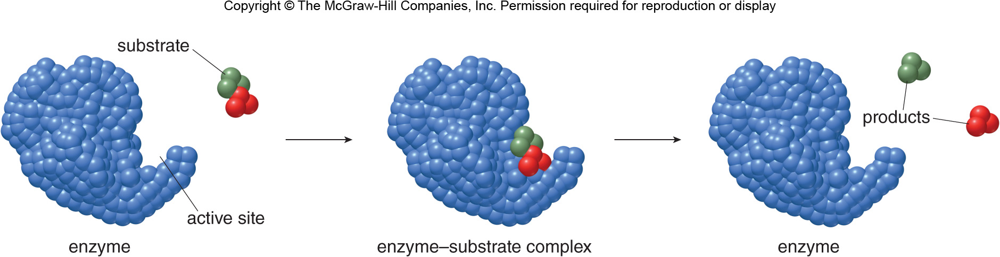 Copyright © The McGraw-Hill Companies, Inc. Permission required for reproduction or display
substrate
products
active site
enzyme
enzyme–substrate complex
enzyme